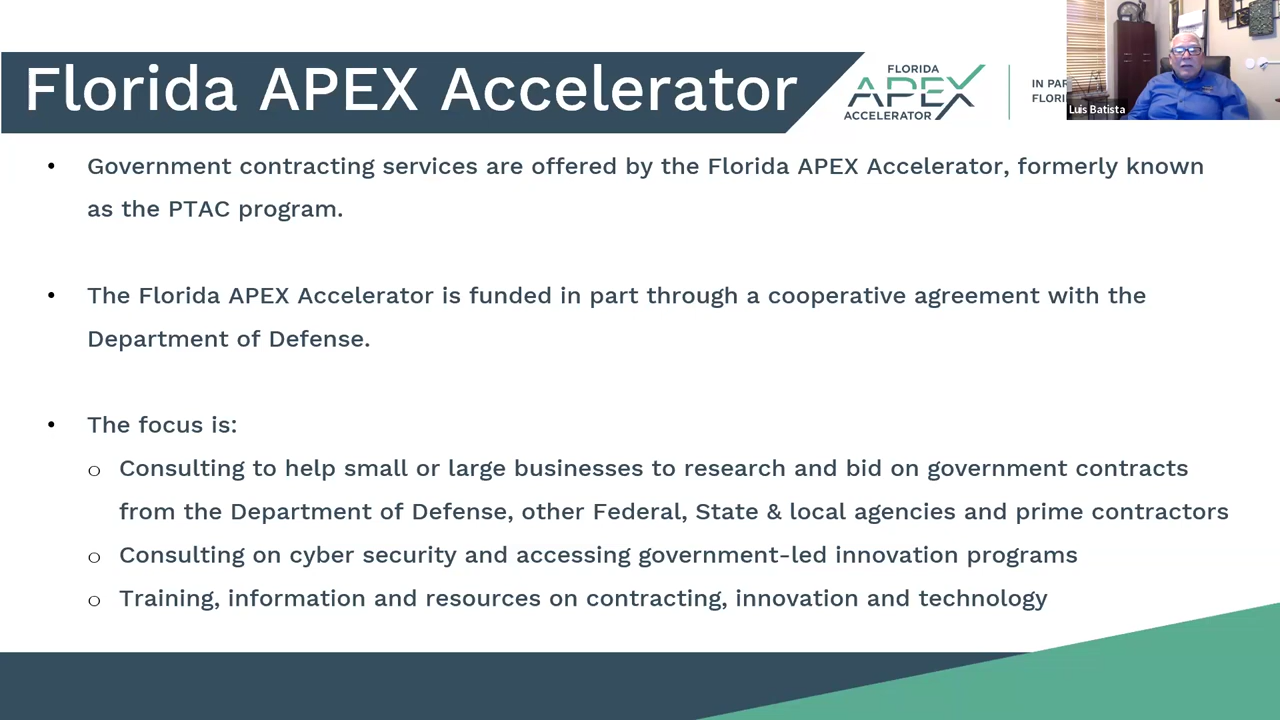 Florida APEX Accelerator
FLORIDA
APEX
ACCELERATOR
IN
Luis Batista
• Government contracting services are offered by the Florida APEX Accelerator, formerly known
as the PTAC program.
• The Florida APEX Accelerator is funded in part through a cooperative agreement with the
Department of Defense.
• The focus is:
o Consulting to help small or large businesses to research and bid on government contracts
from the Department of Defense, other Federal, State & local agencies and prime contractors
o Consulting on cyber security and accessing government-led innovation programs
o Training, information and resources on contracting, innovation and technology